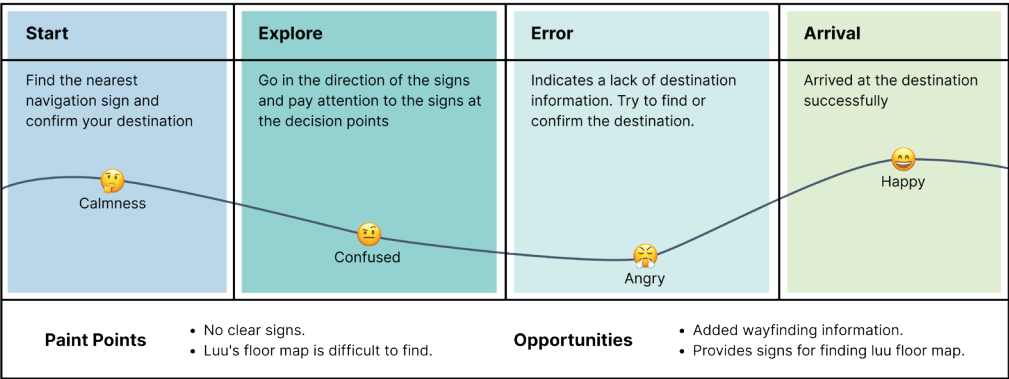 Start
Find the nearest
navigation sign and
confirm your destination
Calmness
Explore
Go in the direction of the signs
and pay attention to the signs at
the decision points
Confused
Error
Indicates a lack of destination
information. Try to find or
confirm the destination.
Angry
Arrival
Arrived at the destination
successfully
Happy
Paint Points
• No clear signs.
• Luu's floor map is difficult to find.
Opportunities
• Added wayfinding information.
• Provides signs for finding luu floor map.